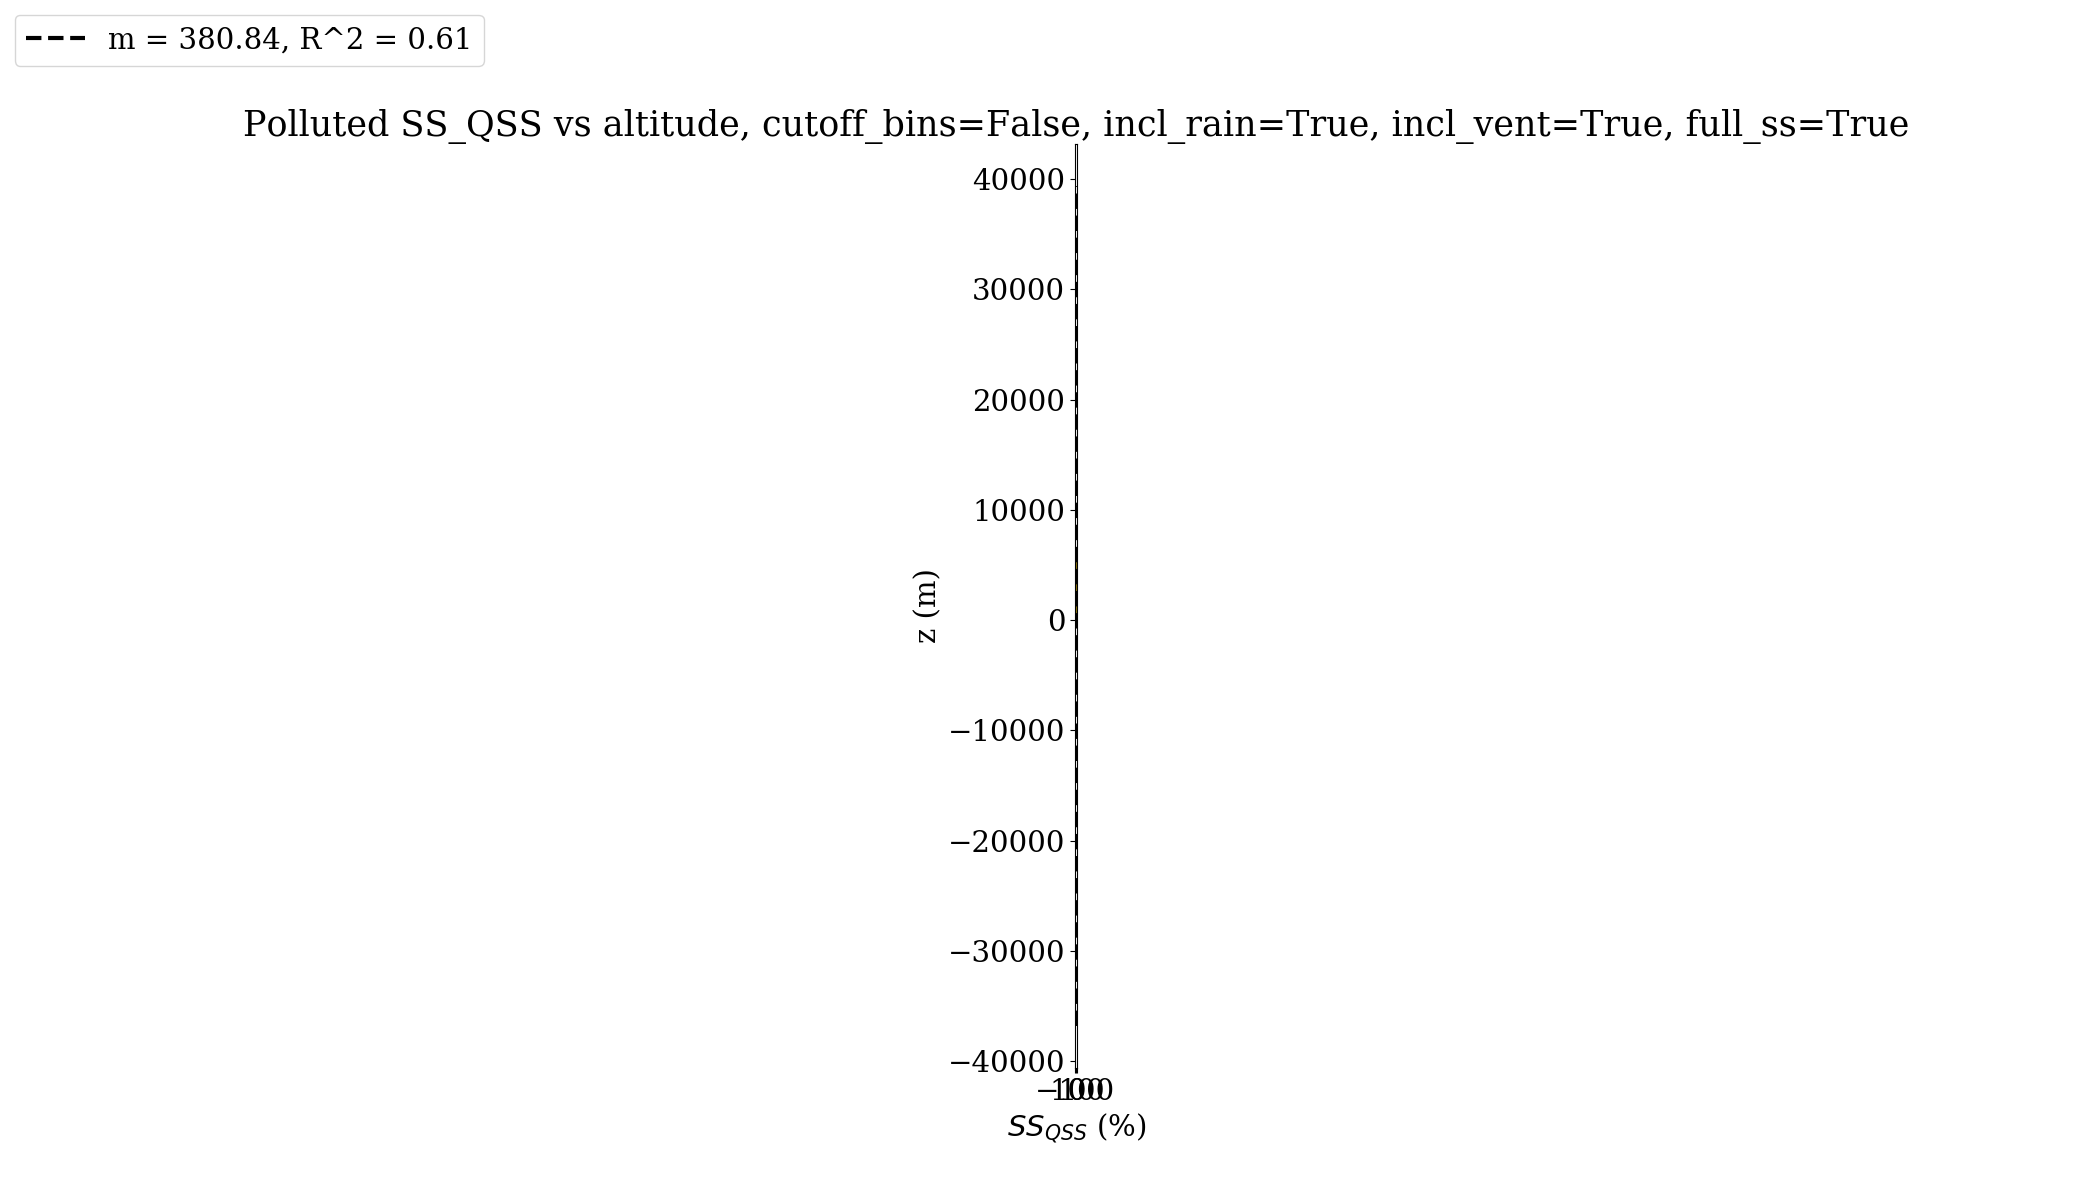 m = 380.84, R^2 = 0.61
Polluted SS_QSS vs altitude, cutoff_bins=False, incl_rain=True, incl_vent=True, full_ss=True
40000
30000
20000
10000
0
−10000
−20000
−30000
−40000
z (m)
SS_QSS (%)